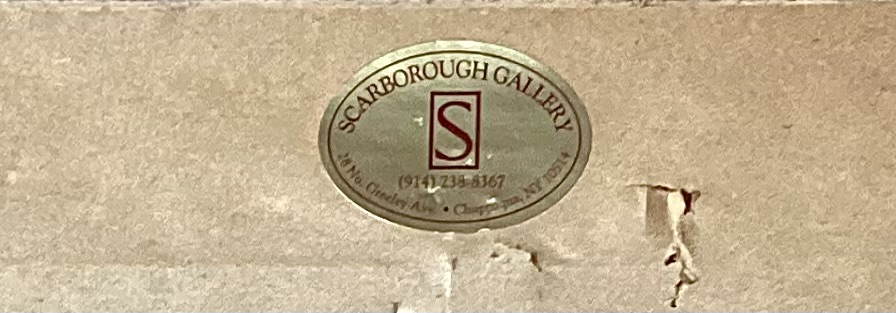 SCARBOROUGH GALLERY
S
(914) 238-8367
28 No. Greeley Ave. • Chappaqua, NY 10514